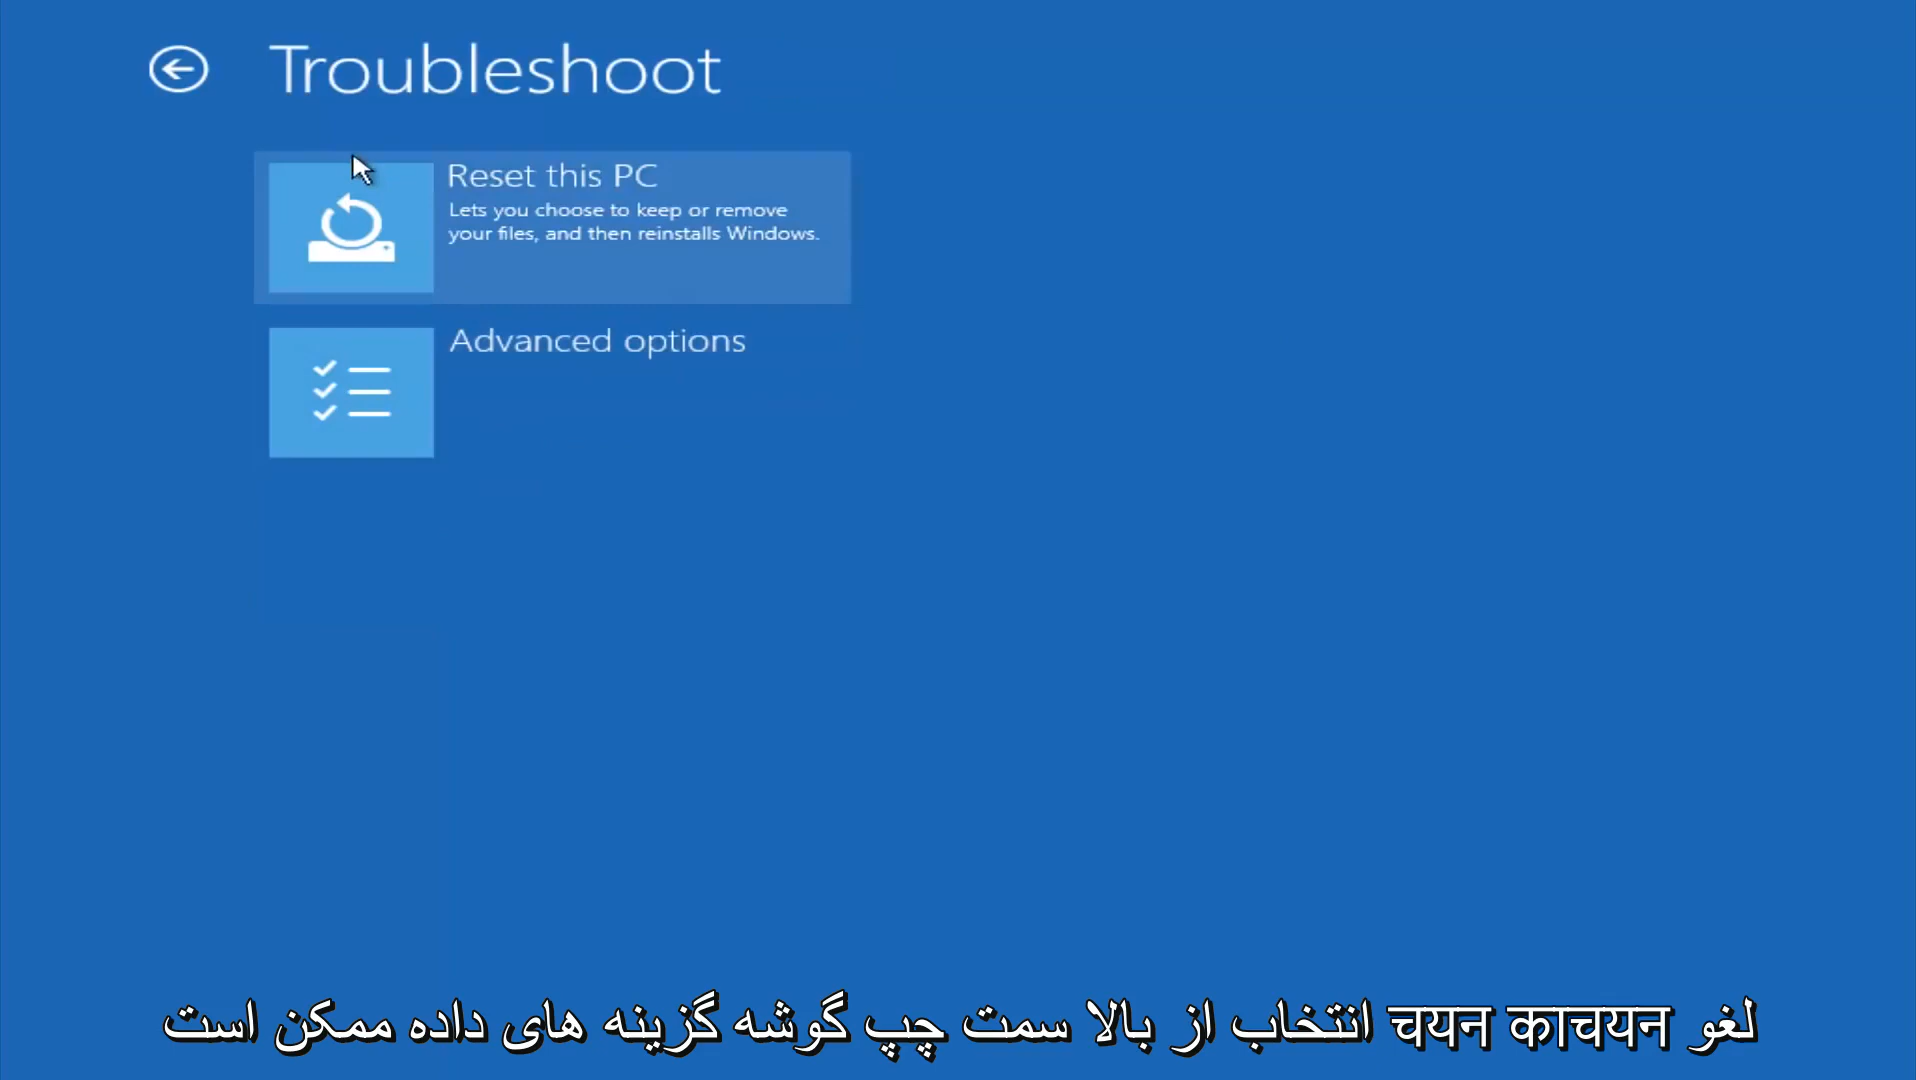 Troubleshoot
Reset this PC
Lets you choose to keep or remove
your files, and then reinstalls Windows.
Advanced options
لغو चयन काचयन انتخاب از بالا سمت چپ گوشه گزینه های داده ممکن است